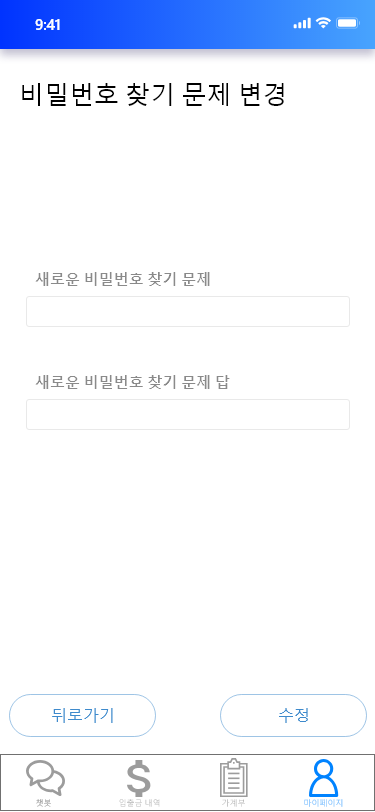 9:41
비밀번호 찾기 문제 변경
새로운 비밀번호 찾기 문제
새로운 비밀번호 찾기 문제 답
뒤로가기 수정
챗봇 입출금 내역 가계부 마이페이지